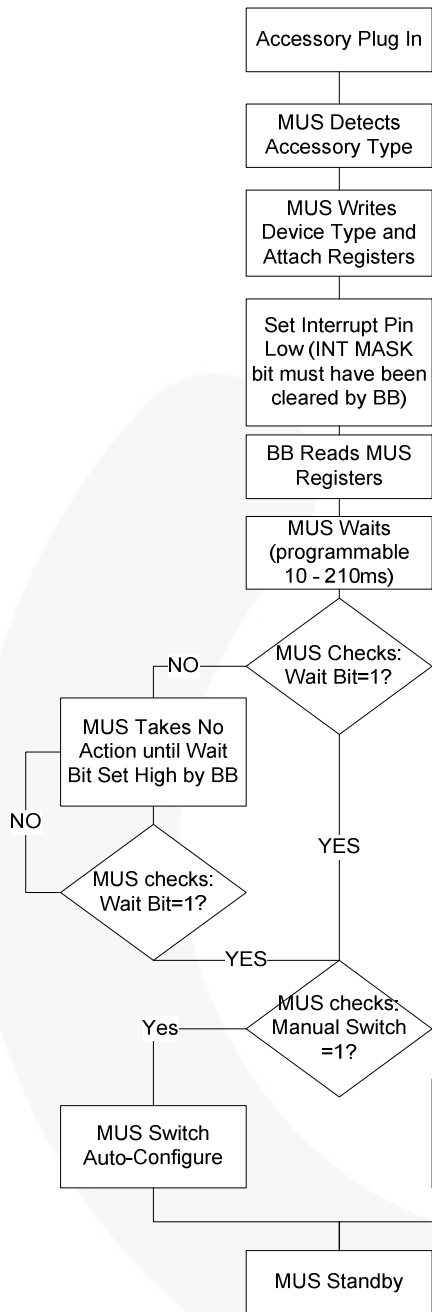 Accessory Plug In
MUS Detects
Accessory Type
MUS Writes
Device Type and
Attach Registers
Set Interrupt Pin
Low (INT MASK
bit must have been
cleared by BB)
BB Reads MUS
Registers
MUS Waits
(programmable
10 - 210ms)
MUS Checks:
Wait Bit=1?
NO
MUS Takes No
Action until Wait
Bit Set High by BB
NO
MUS checks:
Wait Bit=1?
YES
YES
MUS checks:
Manual Switch
=1?
Yes
MUS Switch
Auto-Configure
MUS Standby